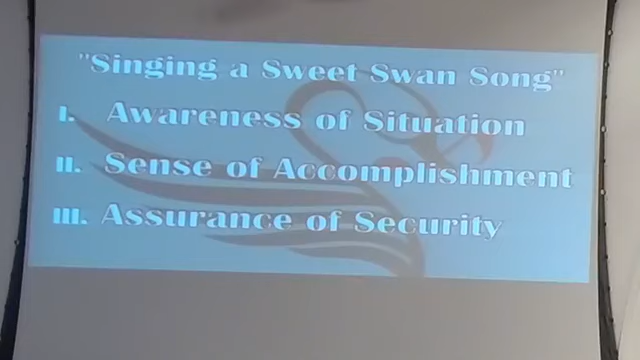 "Singing a Sweet Swan Song"
I. Awareness of Situation
II. Sense of Accomplishment
III. Assurance of Security